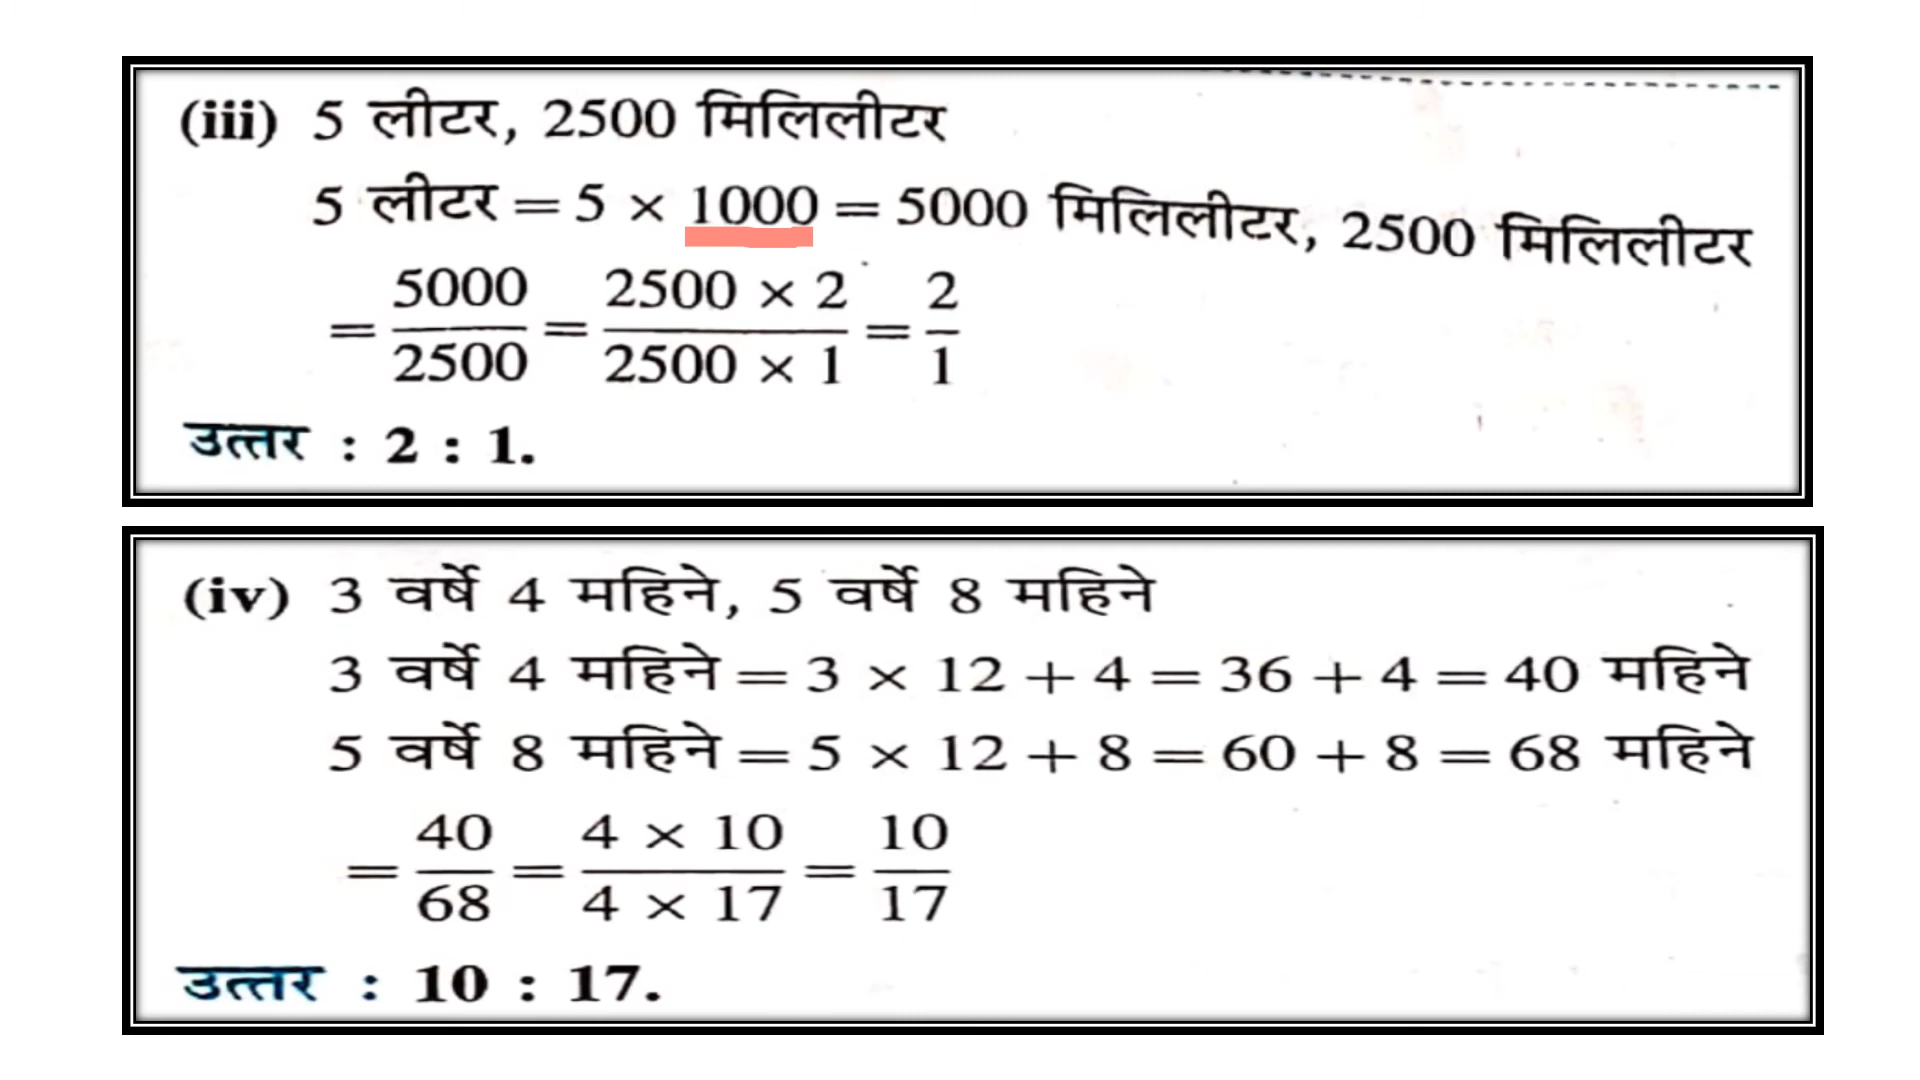 (iii) 5 लीटर, 2500 मिलिलीटर
5 लीटर = 5 × 1000 = 5000 मिलिलीटर, 2500 मिलिलीटर
= 5000/2500 = 2500 × 2/2500 × 1 = 2/1
उत्तर : 2 : 1.
(iv) 3 वर्षे 4 महिने, 5 वर्षे 8 महिने
3 वर्षे 4 महिने = 3 × 12 + 4 = 36 + 4 = 40 महिने
5 वर्षे 8 महिने = 5 × 12 + 8 = 60 + 8 = 68 महिने
= 40/68 = 4 × 10/4 × 17 = 10/17
उत्तर : 10 : 17.